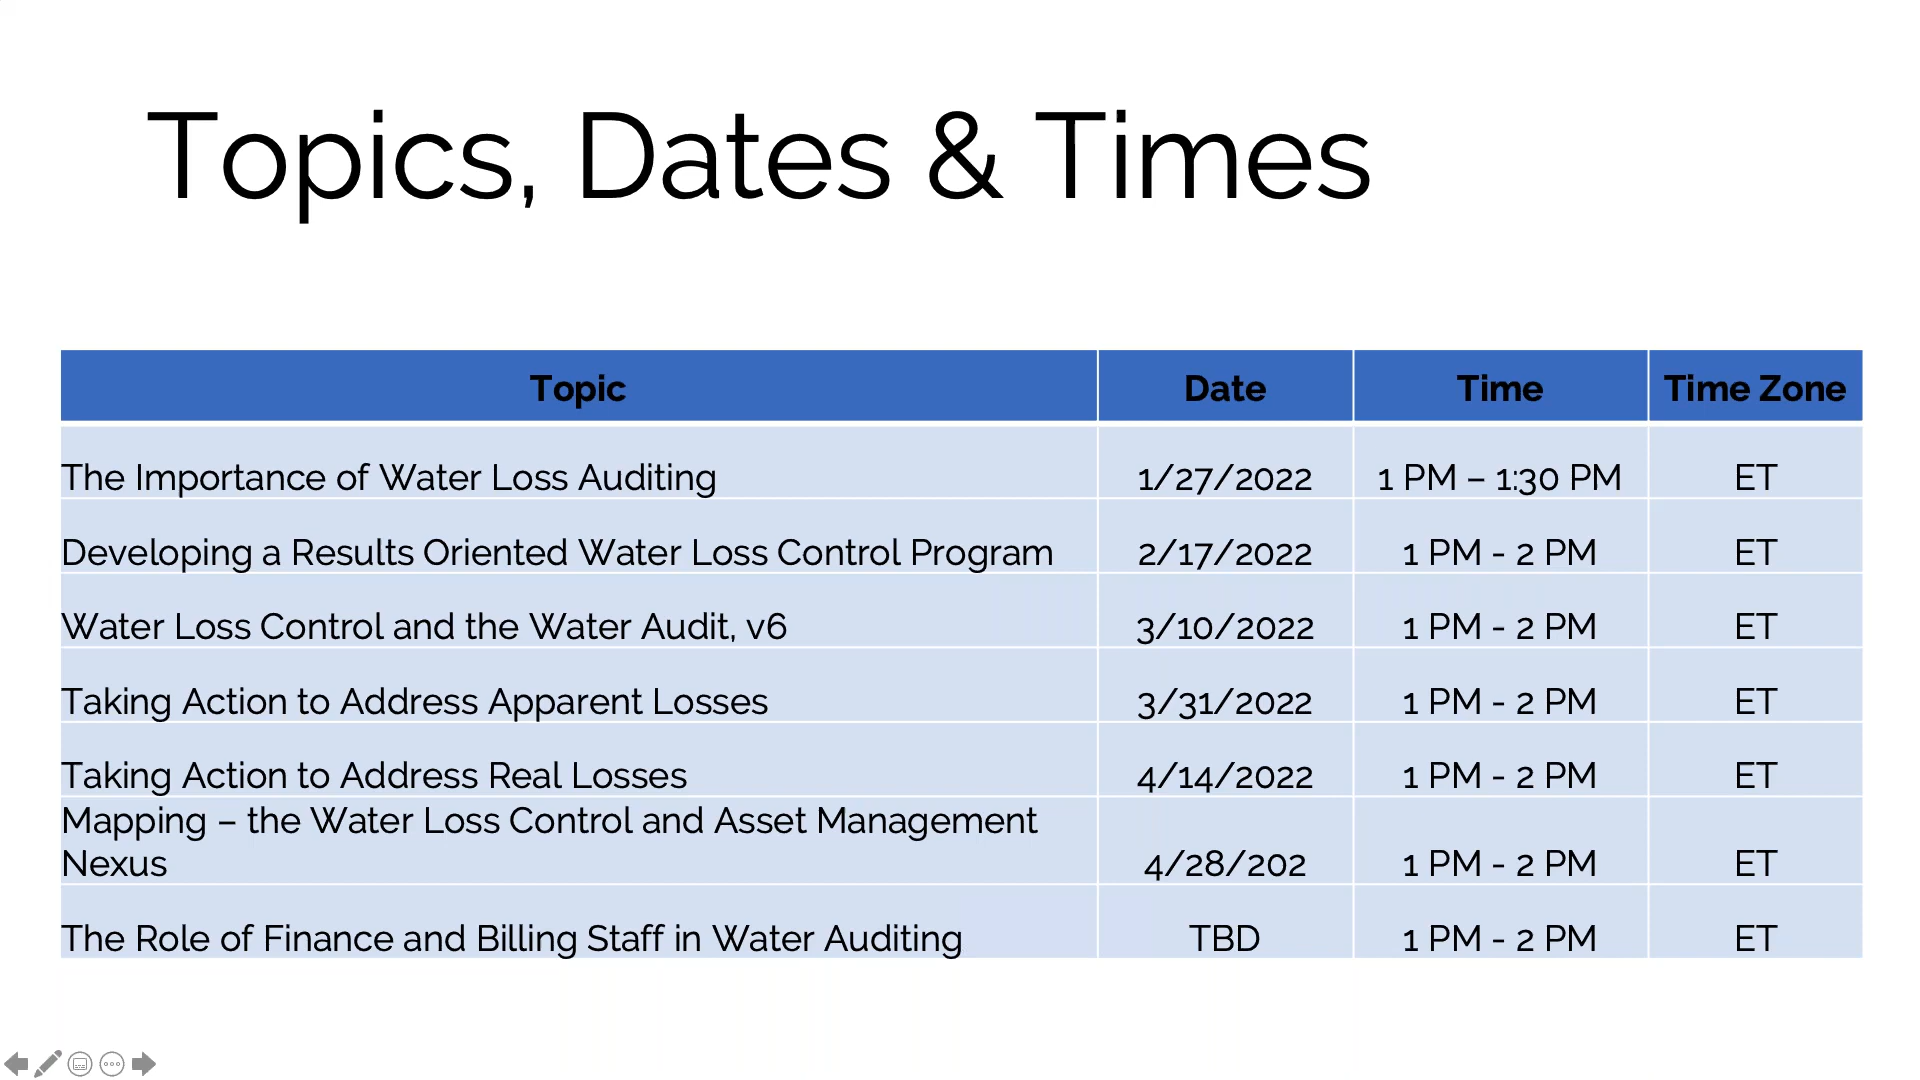 Topics, Dates & Times
Topic Date Time Time Zone
The Importance of Water Loss Auditing 1/27/2022 1 PM – 1:30 PM ET
Developing a Results Oriented Water Loss Control Program 2/17/2022 1 PM - 2 PM ET
Water Loss Control and the Water Audit, v6 3/10/2022 1 PM - 2 PM ET
Taking Action to Address Apparent Losses 3/31/2022 1 PM - 2 PM ET
Taking Action to Address Real Losses 4/14/2022 1 PM - 2 PM ET
Mapping – the Water Loss Control and Asset Management
Nexus 4/28/202 1 PM - 2 PM ET
The Role of Finance and Billing Staff in Water Auditing TBD 1 PM - 2 PM ET